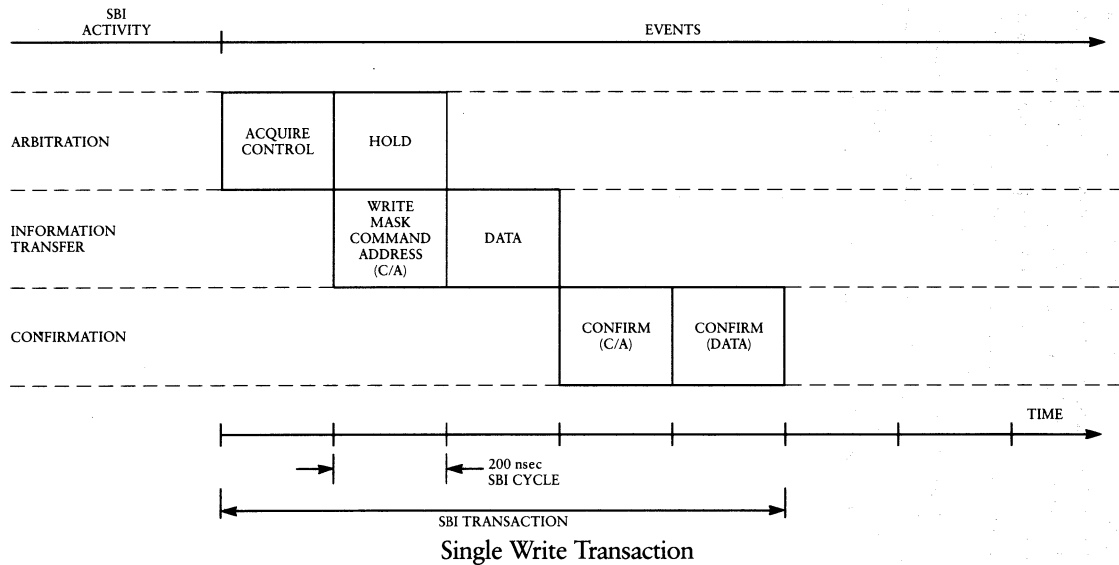 SBI
ACTIVITY
EVENTS
ARBITRATION
ACQUIRE
CONTROL
HOLD
INFORMATION
TRANSFER
WRITE
MASK
COMMAND
ADDRESS
(C/A)
DATA
CONFIRMATION
CONFIRM
(C/A)
CONFIRM
(DATA)
TIME
200 nsec
SBI CYCLE
SBI TRANSACTION
Single Write Transaction